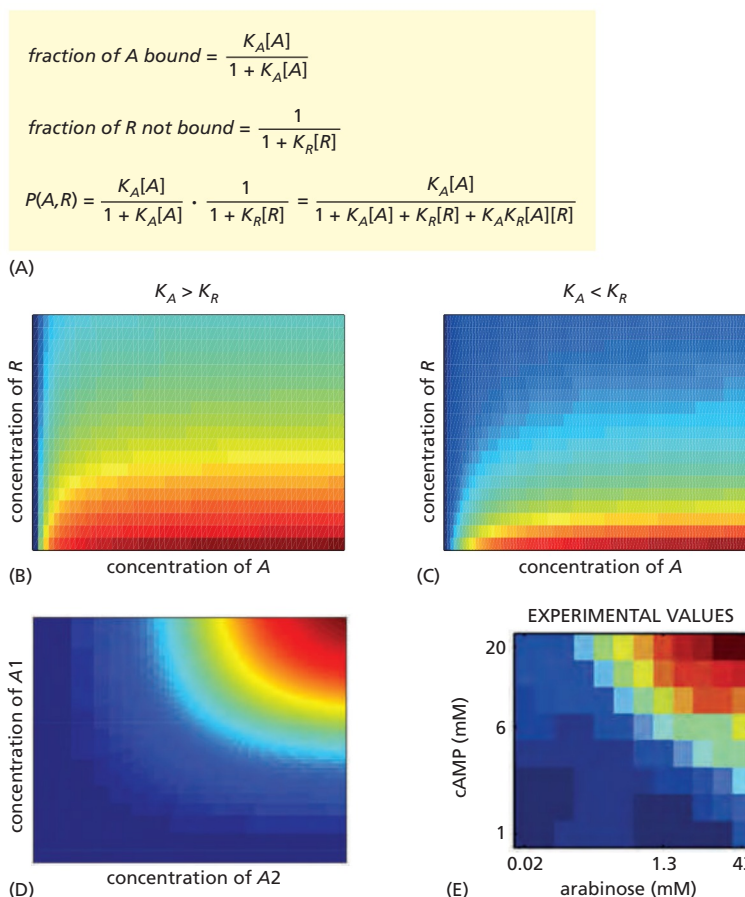 fraction of A bound = K_A[A] / 1 + K_A[A]
fraction of R not bound = 1 / 1 + K_R[R]
P(A,R) = K_A[A] / 1 + K_A[A] · 1 / 1 + K_R[R] = K_A[A] / 1 + K_A[A] + K_R[R] + K_AK_R[A][R]
(A)
K_A > K_R
concentration of R
concentration of A
(B)
K_A < K_R
concentration of R
concentration of A
(C)
concentration of A1
concentration of A2
(D)
EXPERIMENTAL VALUES
20
6
1
cAMP (mM)
0.02 1.3
arabinose (mM)
(E)